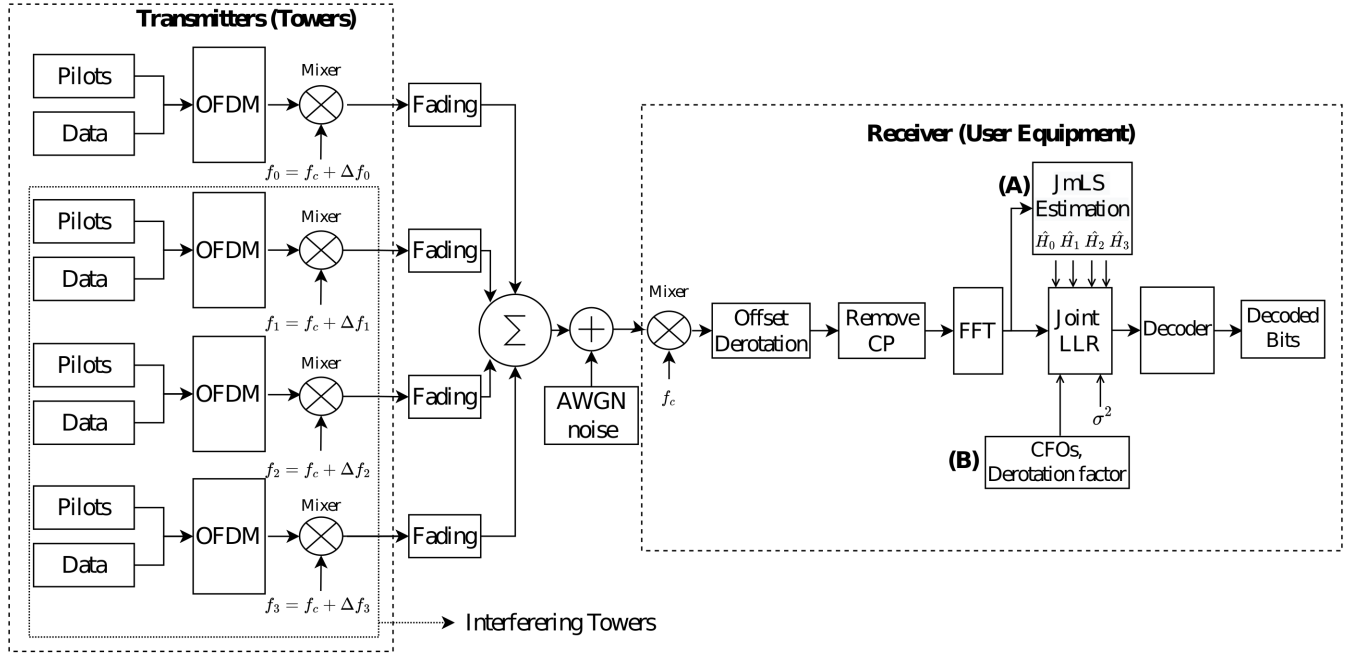 Transmitters (Towers)
Pilots
Data
OFDM
Mixer
f_0 = f_c + Δf_0
Fading
Pilots
Data
OFDM
Mixer
f_1 = f_c + Δf_1
Fading
Pilots
Data
OFDM
Mixer
f_2 = f_c + Δf_2
Fading
Pilots
Data
OFDM
Mixer
f_3 = f_c + Δf_3
Fading
Interferering Towers
∑
+
AWGN
noise
Receiver (User Equipment)
Mixer
f_c
Offset
Derotation
Remove
CP
FFT
(A)
JmLS
Estimation
Ĥ_0 Ĥ_1 Ĥ_2 Ĥ_3
Joint
LLR
σ^2
(B)
CFOs,
Derotation factor
Decoder
Decoded
Bits